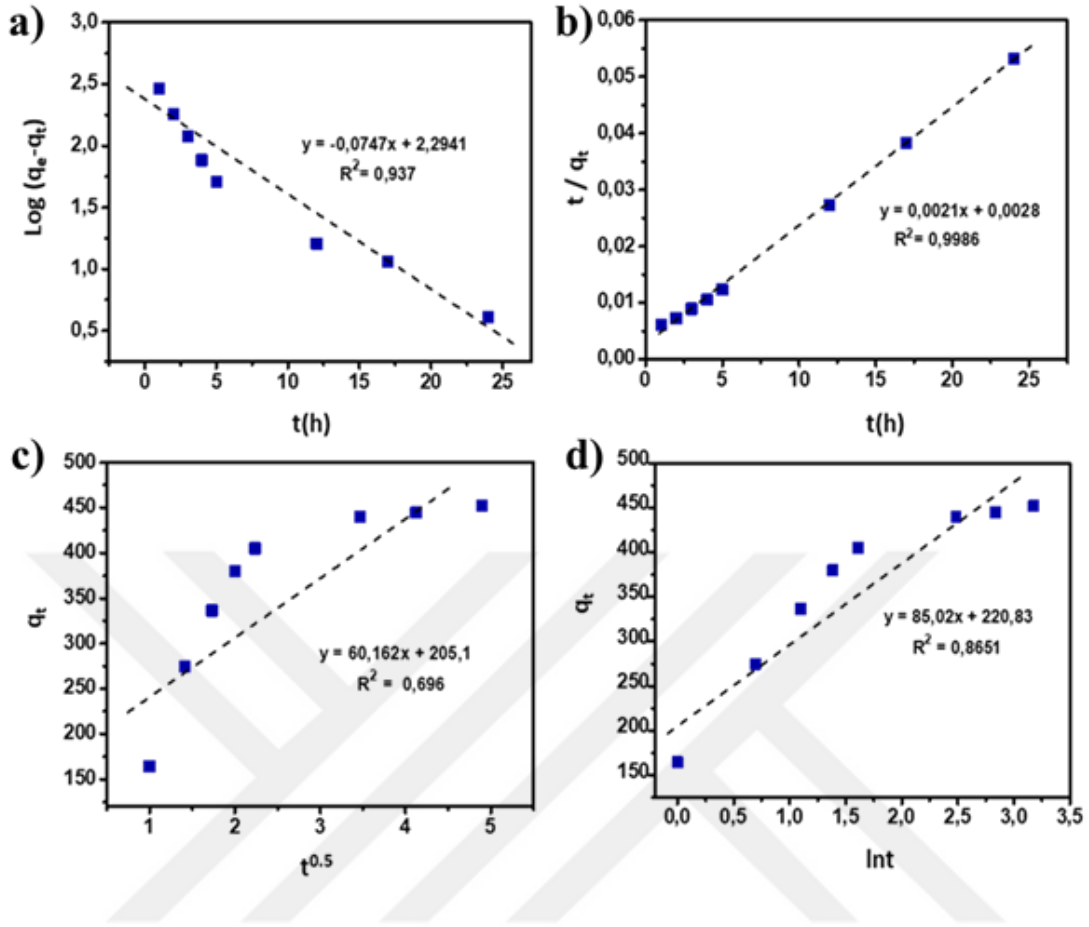 a)
3,0
2,5
2,0
1,5
1,0
0,5
Log (qₑ-qₜ)
y = -0,0747x + 2,2941
R² = 0,937
0 5 10 15 20 25
t(h)
b)
0,06
0,05
0,04
0,03
0,02
0,01
0,00
t / qₜ
y = 0,0021x + 0,0028
R² = 0,9986
0 5 10 15 20 25
t(h)
c)
500
450
400
350
300
250
200
150
qₜ
y = 60,162x + 205,1
R² = 0,696
1 2 3 4 5
t⁰·⁵
d)
500
450
400
350
300
250
200
150
qₜ
y = 85,02x + 220,83
R² = 0,8651
0,0 0,5 1,0 1,5 2,0 2,5 3,0 3,5
lnt